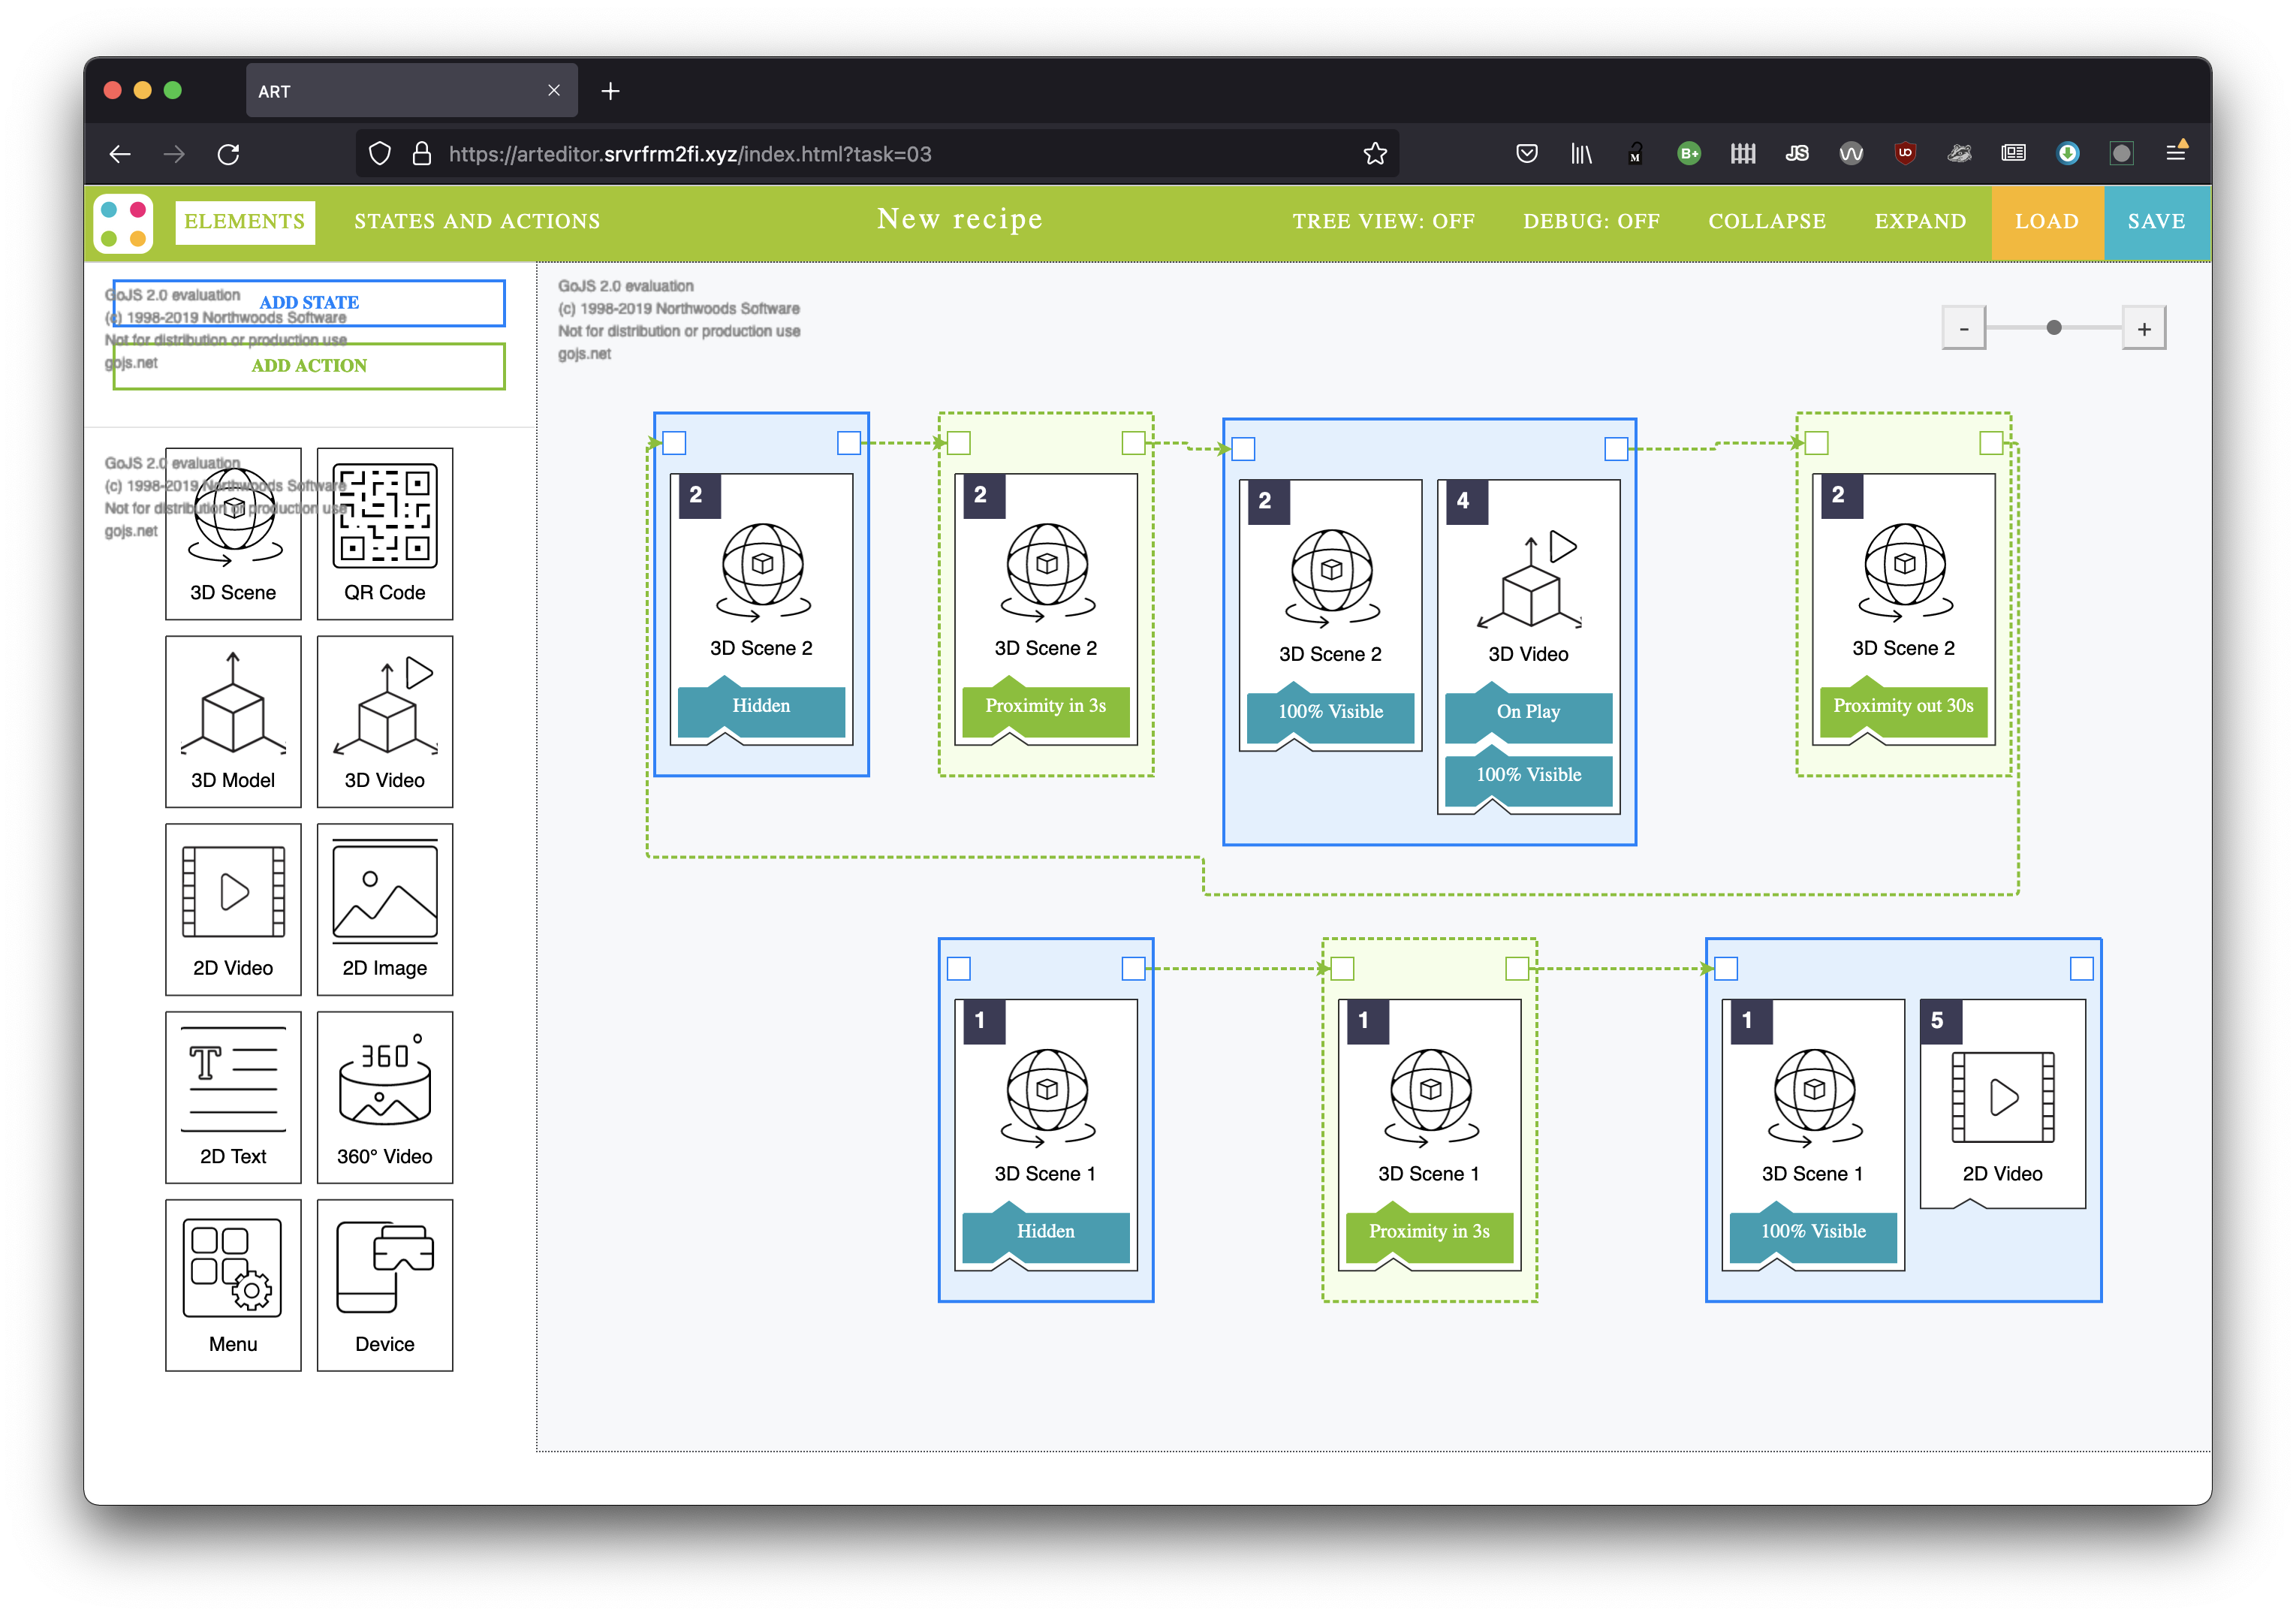 ART
https://arteditor.srvrfrm2fi.xyz/index.html?task=03
M
B+
JS
ELEMENTS
STATES AND ACTIONS
New recipe
TREE VIEW: OFF
DEBUG: OFF
COLLAPSE
EXPAND
LOAD
SAVE
GoJS 2.0 evaluation
(c) 1998-2019 Northwoods Software
Not for distribution or production use
gojs.net
ADD STATE
ADD ACTION
GoJS 2.0 evaluation
(c) 1998-2019 Northwoods Software
Not for distribution or production use
gojs.net
3D Scene
QR Code
3D Model
3D Video
2D Video
2D Image
T
2D Text
360°
360° Video
Menu
Device
GoJS 2.0 evaluation
(c) 1998-2019 Northwoods Software
Not for distribution or production use
gojs.net
-
+
2
3D Scene 2
Hidden
2
3D Scene 2
Proximity in 3s
2
3D Scene 2
100% Visible
4
3D Video
On Play
100% Visible
2
3D Scene 2
Proximity out 30s
1
3D Scene 1
Hidden
1
3D Scene 1
Proximity in 3s
1
3D Scene 1
100% Visible
5
2D Video